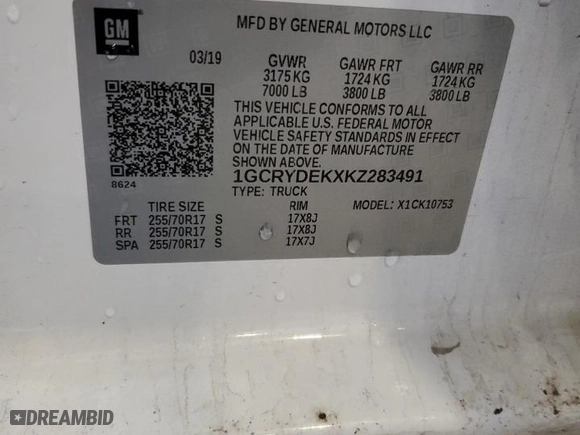 GM
MFD BY GENERAL MOTORS LLC
03/19 GVWR GAWR FRT GAWR RR
3175 KG 1724 KG 1724 KG
7000 LB 3800 LB 3800 LB
THIS VEHICLE CONFORMS TO ALL
APPLICABLE U.S. FEDERAL MOTOR
VEHICLE SAFETY STANDARDS IN EFFECT
ON THE DATE OF MANUFACTURE
SHOWN ABOVE.
8624
1GCRYDEKXKZ283491
TYPE: TRUCK MODEL: X1CK10753
TIRE SIZE RIM
FRT 255/70R17 S 17X8J
RR 255/70R17 S 17X8J
SPA 255/70R17 S 17X7J
DREAMBID